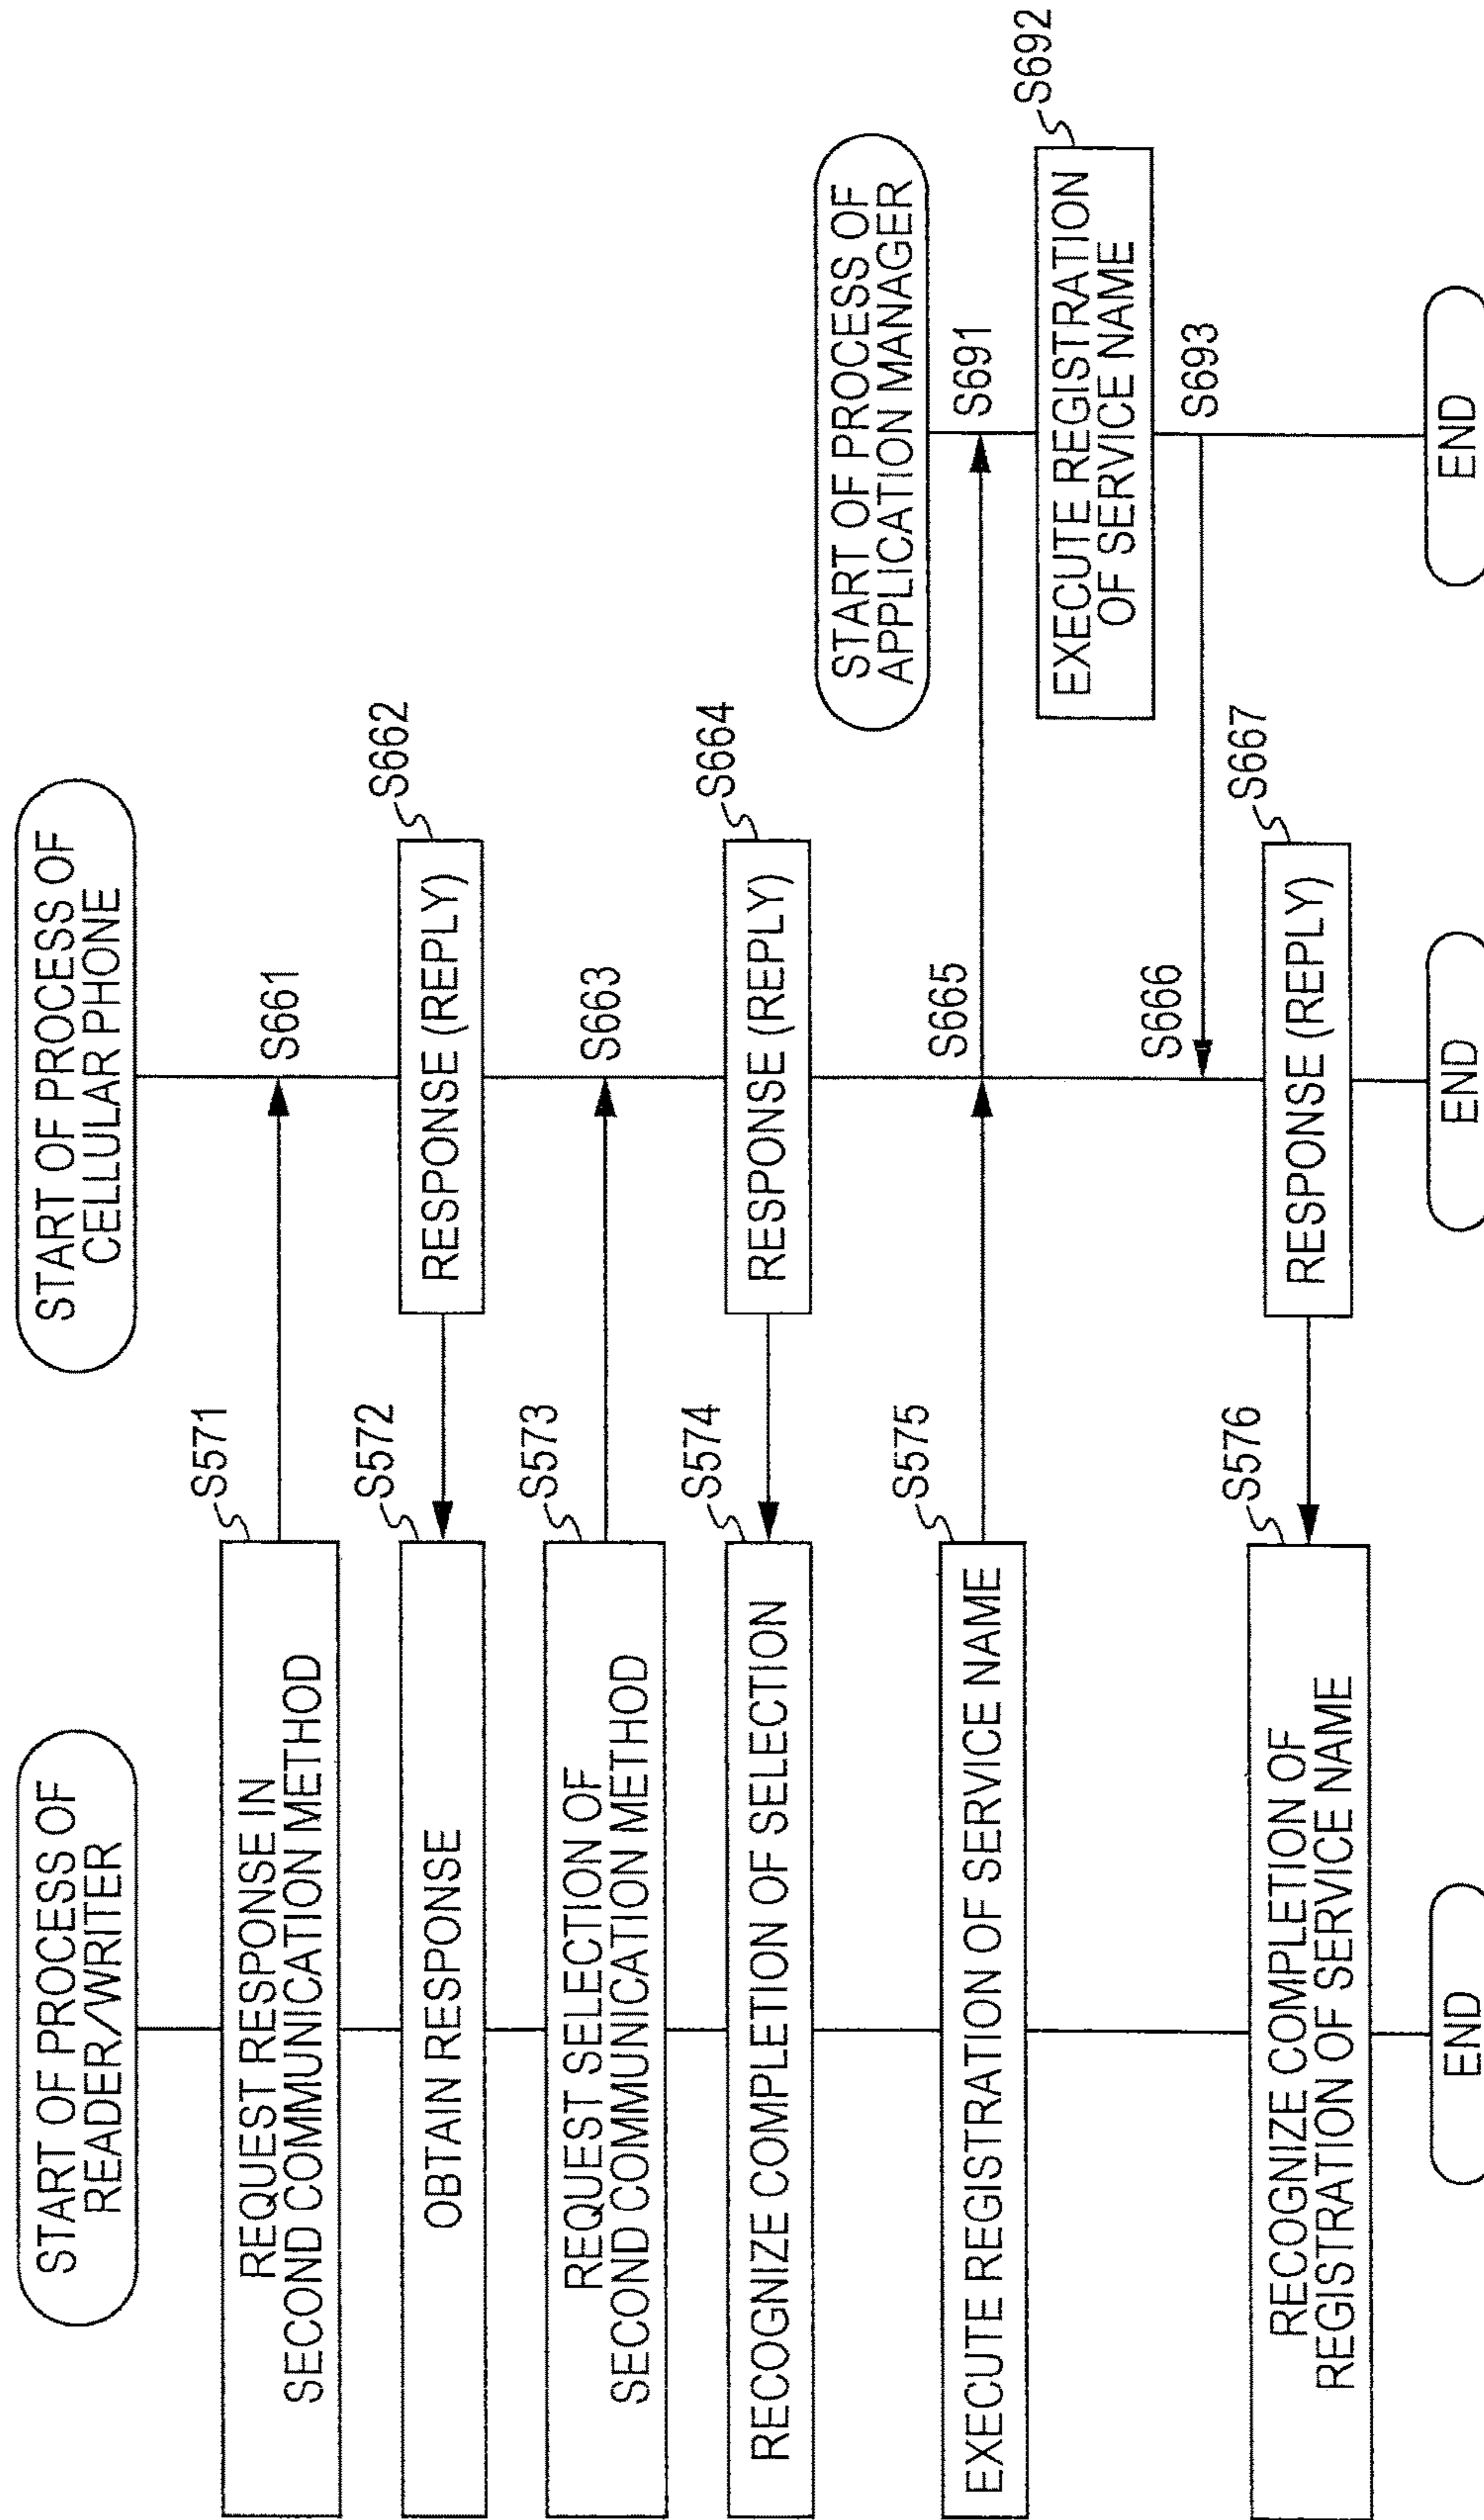 START OF PROCESS OF
READER/WRITER
START OF PROCESS OF
CELLULAR PHONE
S571
REQUEST RESPONSE IN
SECOND COMMUNICATION METHOD
S661
S572
OBTAIN RESPONSE
S662
RESPONSE (REPLY)
S573
REQUEST SELECTION OF
SECOND COMMUNICATION METHOD
S663
S574
RECOGNIZE COMPLETION OF SELECTION
S664
RESPONSE (REPLY)
START OF PROCESS OF
APPLICATION MANAGER
S575
EXECUTE REGISTRATION OF SERVICE NAME
S665
S691
S692
EXECUTE REGISTRATION
OF SERVICE NAME
S666
S693
S576
RECOGNIZE COMPLETION OF
REGISTRATION OF SERVICE NAME
S667
RESPONSE (REPLY)
END
END
END